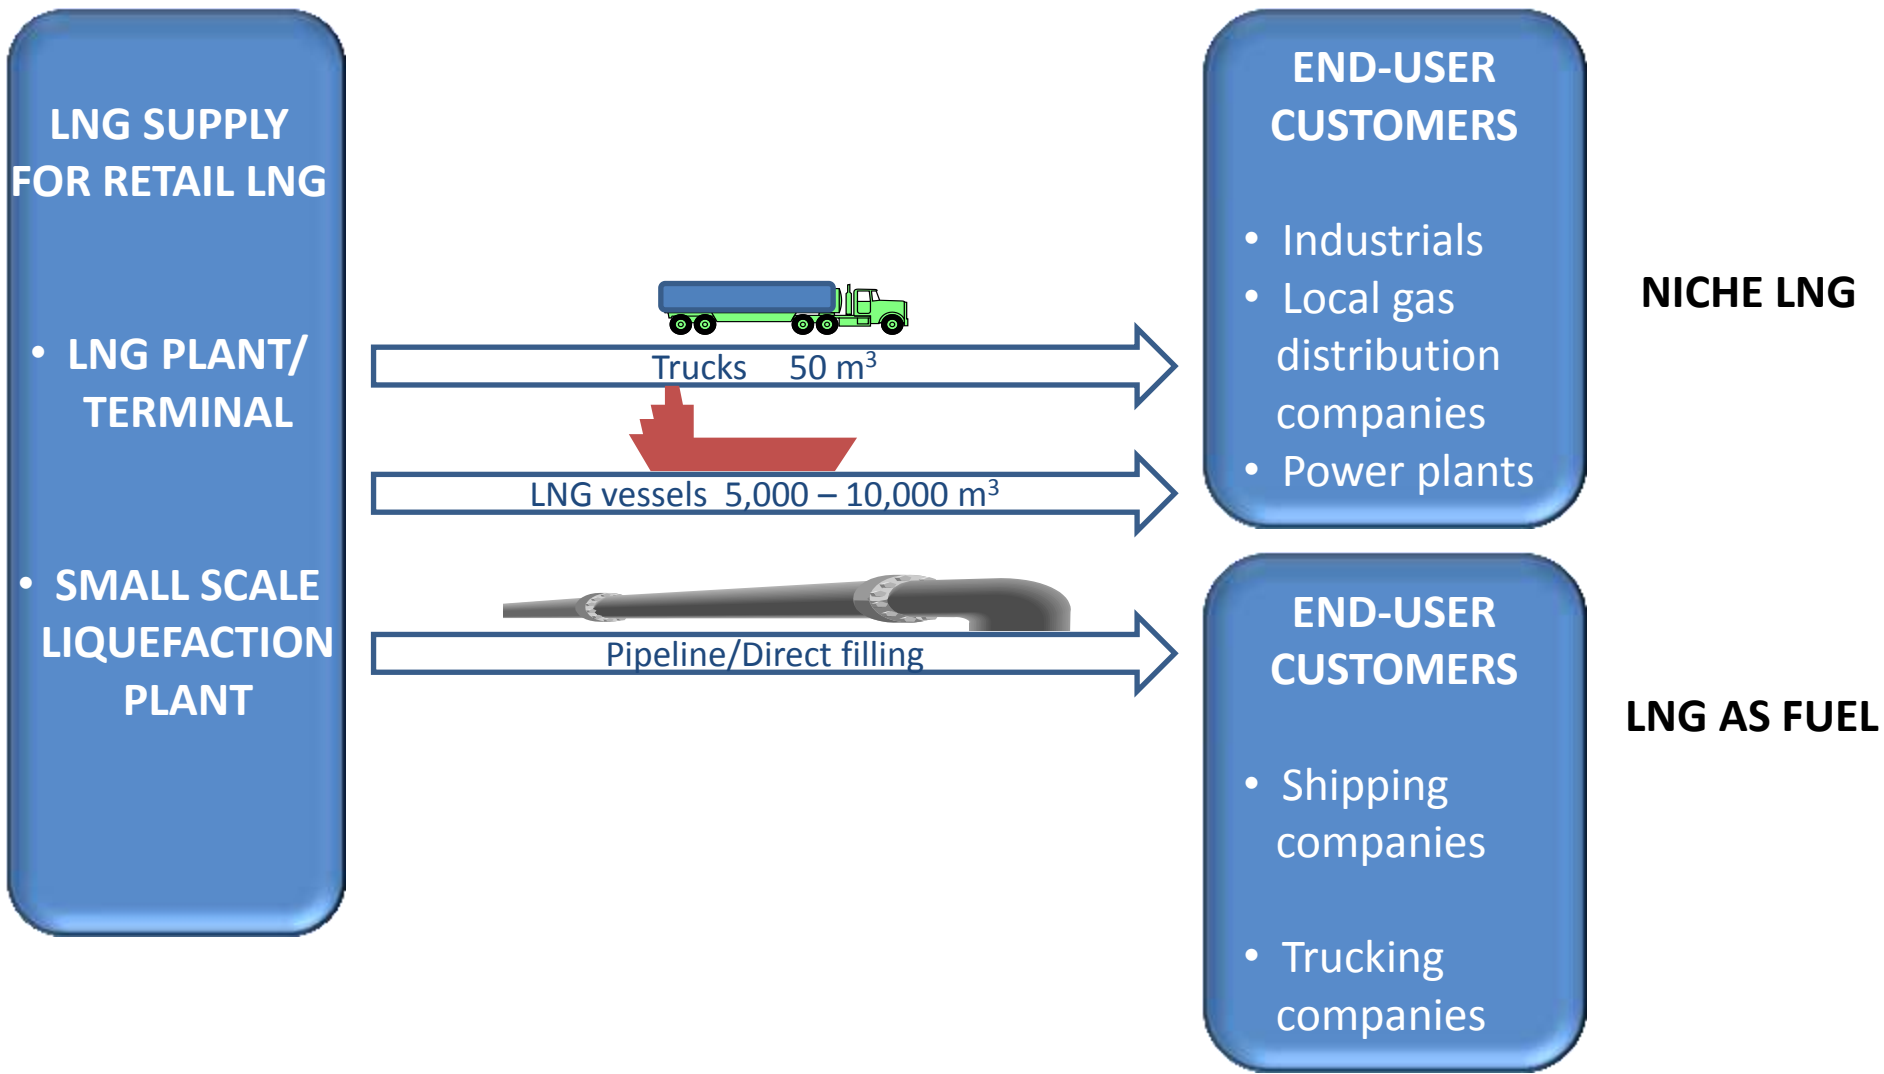 LNG SUPPLY
FOR RETAIL LNG
• LNG PLANT/
TERMINAL
• SMALL SCALE
LIQUEFACTION
PLANT
Trucks 50 m³
LNG vessels 5,000 – 10,000 m³
Pipeline/Direct filling
END-USER
CUSTOMERS
• Industrials
• Local gas
distribution
companies
• Power plants
NICHE LNG
END-USER
CUSTOMERS
• Shipping
companies
• Trucking
companies
LNG AS FUEL